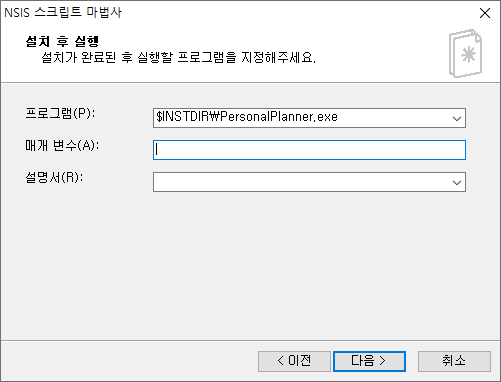 NSIS 스크립트 마법사
설치 후 실행
설치가 완료된 후 실행할 프로그램을 지정해주세요.
프로그램(P):
$INSTDIR₩PersonalPlanner.exe
매개 변수(A):
설명서(R):
< 이전
다음 >
취소